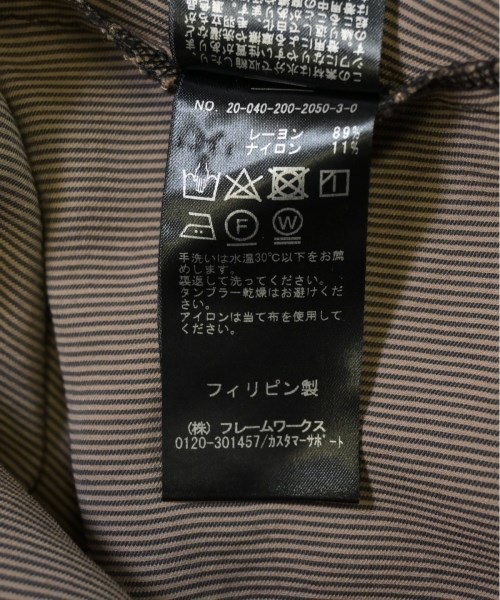 NO. 20-040-200-2050-3-0
レーヨン 89%
ナイロン 11%
F W
手洗いは水温30℃以下をお薦
めします。
裏返して洗ってください。
タンブラー乾燥はお避けくだ
さい。
アイロンは当て布を使用して
ください。
フィリピン製
(株) フレームワークス
0120-301457/カスタマーサポート